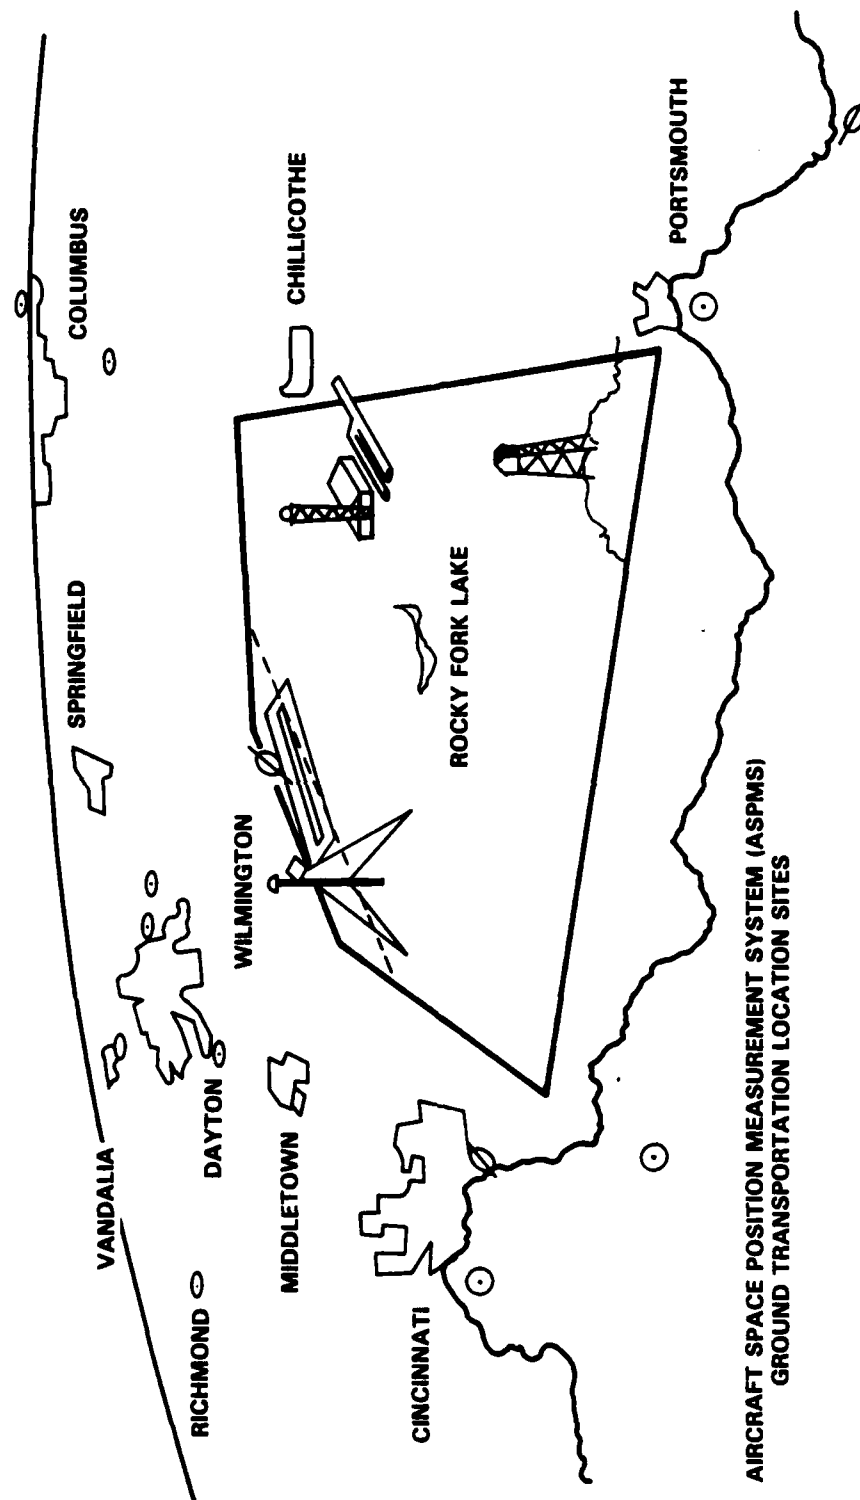 COLUMBUS
SPRINGFIELD
VANDALIA
RICHMOND
DAYTON
WILMINGTON
MIDDLETOWN
CHILLICOTHE
CINCINNATI
ROCKY FORK LAKE
PORTSMOUTH
AIRCRAFT SPACE POSITION MEASUREMENT SYSTEM (ASPMS)
GROUND TRANSPORTATION LOCATION SITES